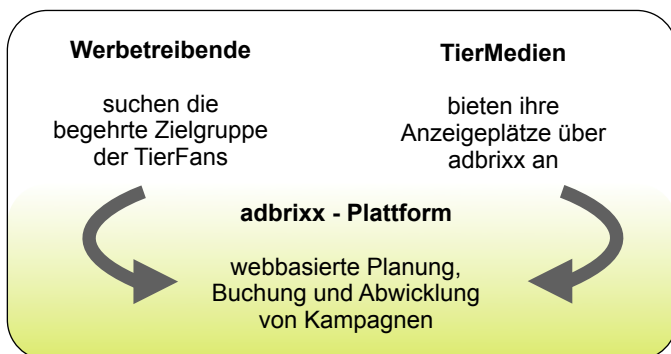 Werbetreibende
suchen die
begehrte Zielgruppe
der TierFans
TierMedien
bieten ihre
Anzeigeplätze über
adbrixx an
adbrixx - Plattform
webbasierte Planung,
Buchung und Abwicklung
von Kampagnen